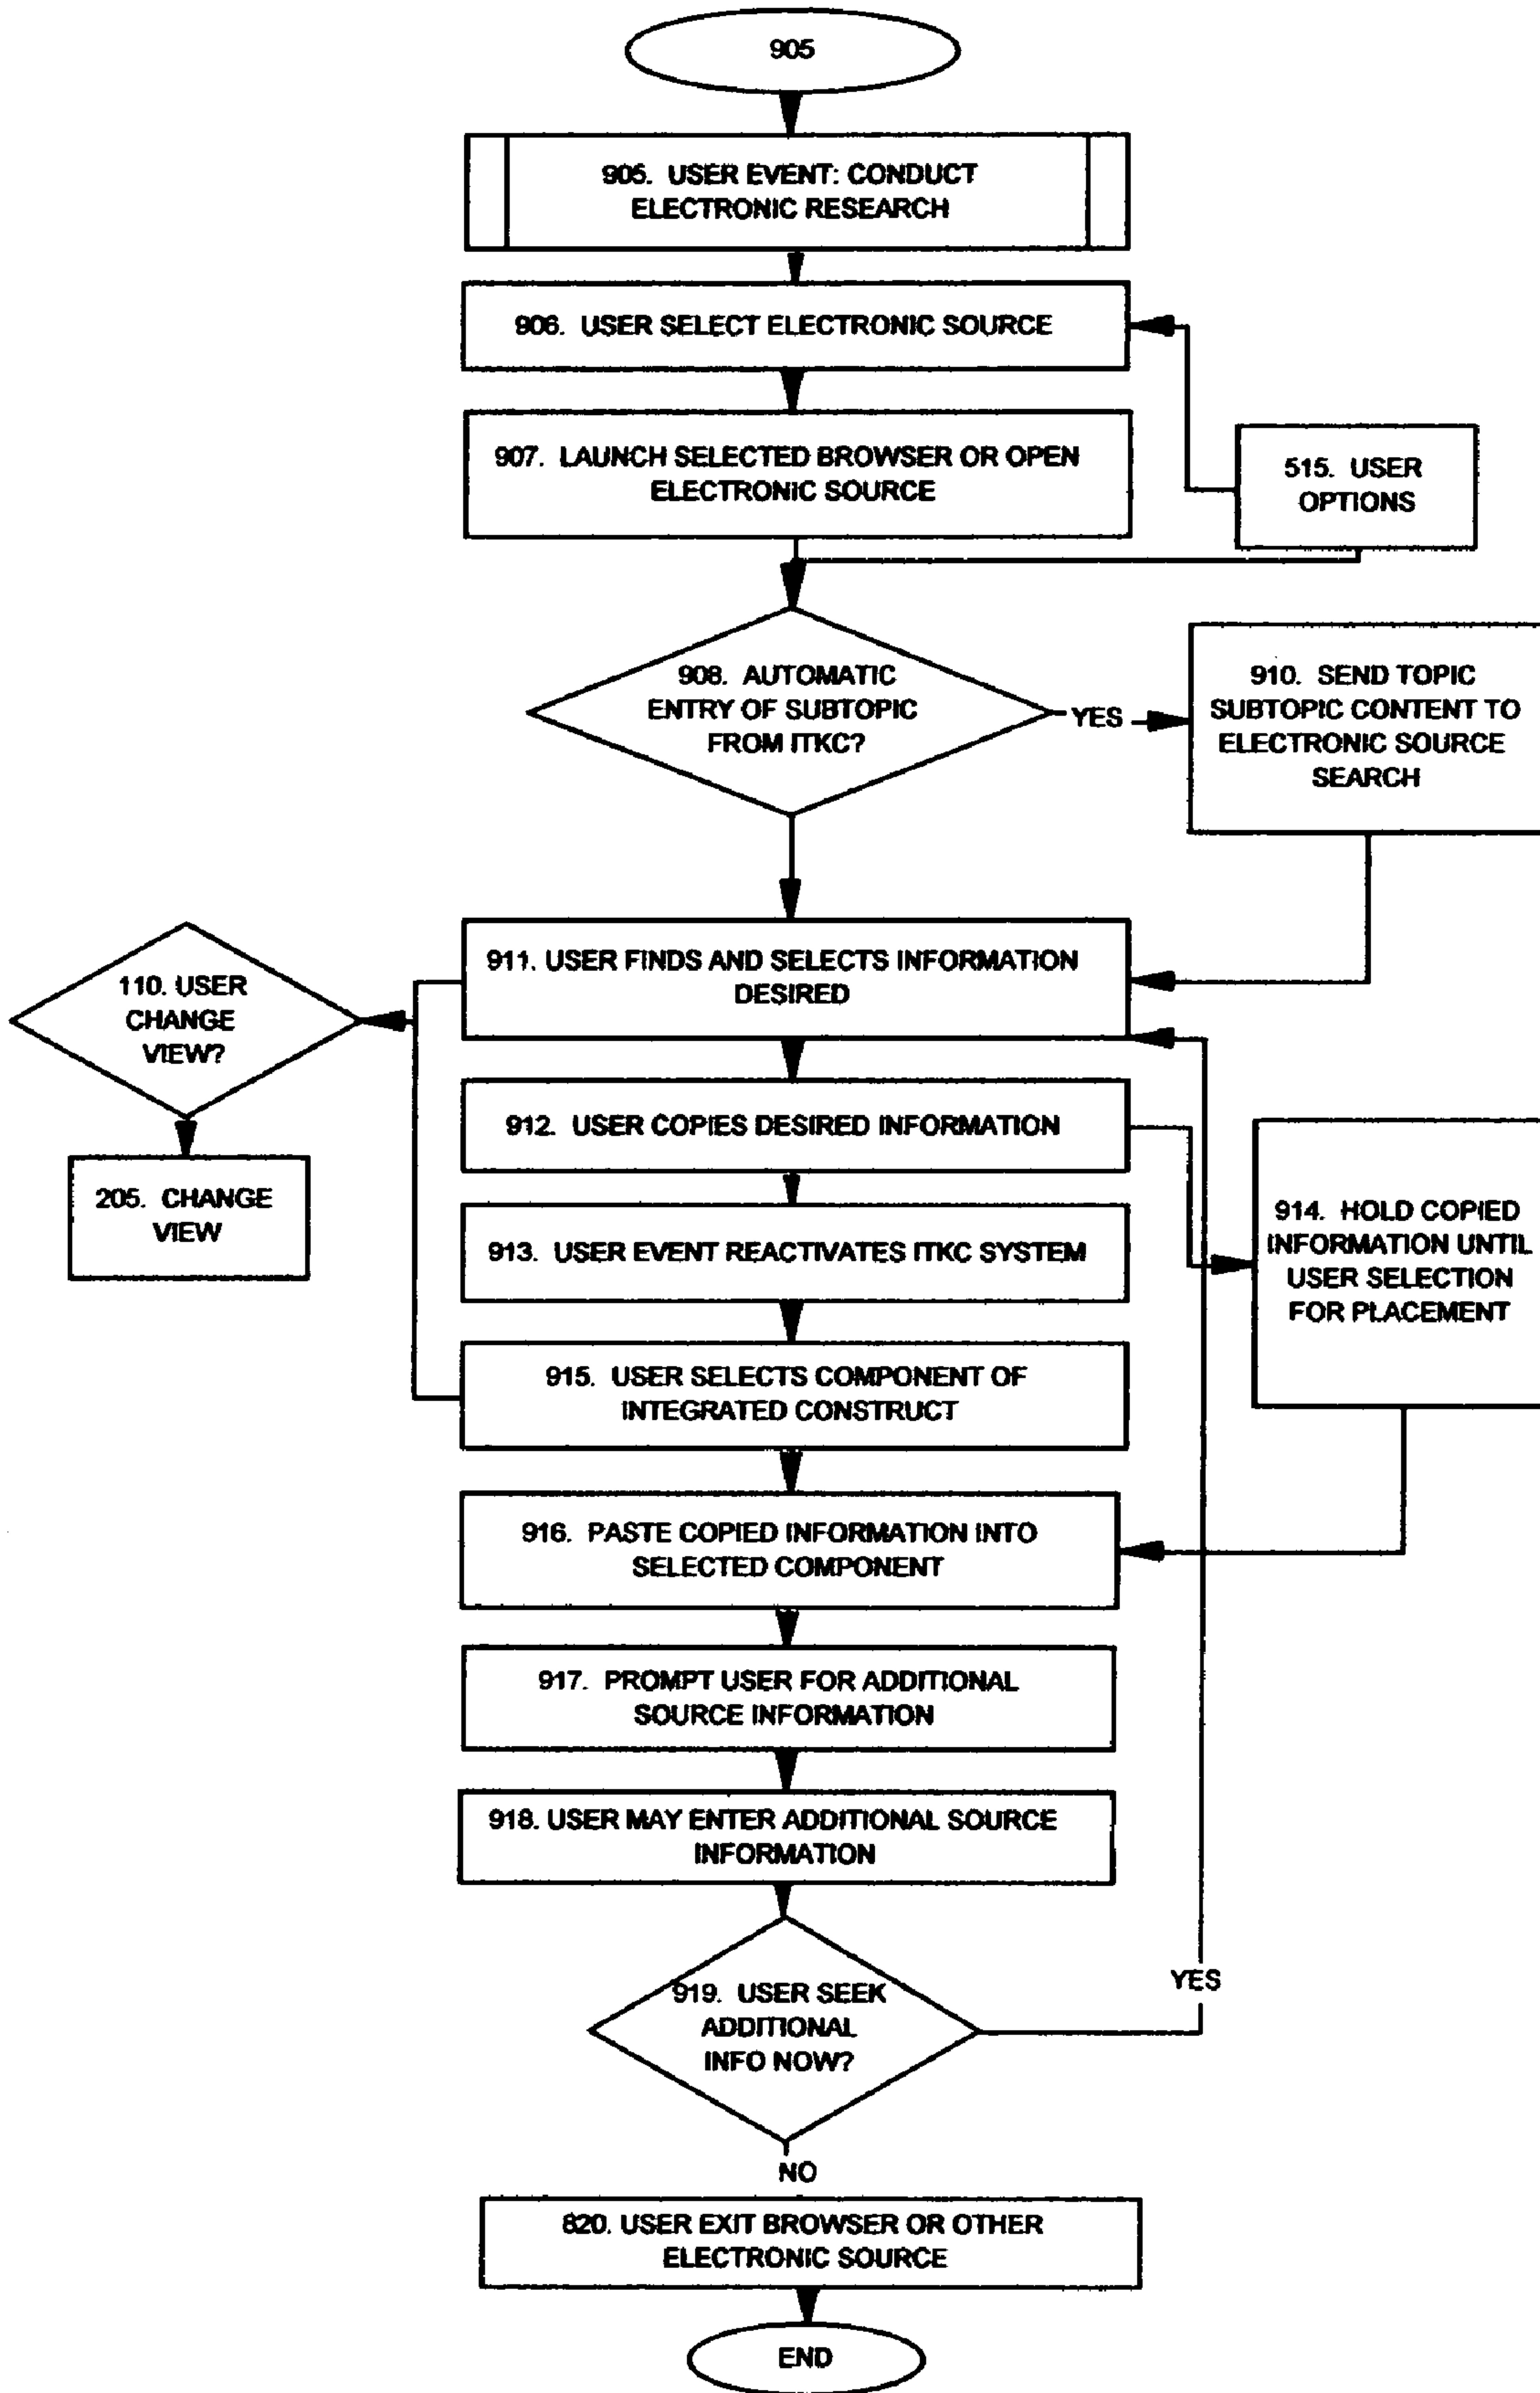 905
905. USER EVENT: CONDUCT
ELECTRONIC RESEARCH
906. USER SELECT ELECTRONIC SOURCE
907. LAUNCH SELECTED BROWSER OR OPEN
ELECTRONIC SOURCE
515. USER
OPTIONS
908. AUTOMATIC
ENTRY OF SUBTOPIC
FROM ITKC?
YES
910. SEND TOPIC
SUBTOPIC CONTENT TO
ELECTRONIC SOURCE
SEARCH
911. USER FINDS AND SELECTS INFORMATION
DESIRED
110. USER
CHANGE
VIEW?
205. CHANGE
VIEW
912. USER COPIES DESIRED INFORMATION
913. USER EVENT REACTIVATES ITKC SYSTEM
914. HOLD COPIED
INFORMATION UNTIL
USER SELECTION
FOR PLACEMENT
915. USER SELECTS COMPONENT OF
INTEGRATED CONSTRUCT
916. PASTE COPIED INFORMATION INTO
SELECTED COMPONENT
917. PROMPT USER FOR ADDITIONAL
SOURCE INFORMATION
918. USER MAY ENTER ADDITIONAL SOURCE
INFORMATION
919. USER SEEK
ADDITIONAL
INFO NOW?
YES
NO
820. USER EXIT BROWSER OR OTHER
ELECTRONIC SOURCE
END